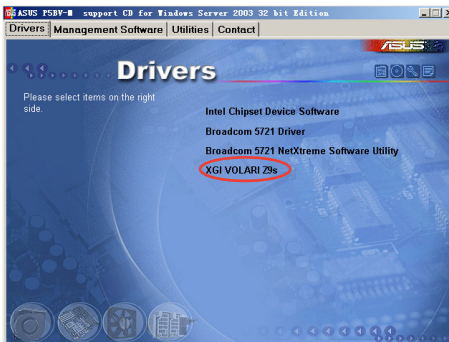 ASUS P5BV-M support CD for Windows Server 2003 32 bit Edition
Drivers Management Software Utilities Contact
ASUS
Drivers
Please select items on the right
side.
Intel Chipset Device Software
Broadcom 5721 Driver
Broadcom 5721 NetXtreme Software Utility
XGI VOLARI Z9s